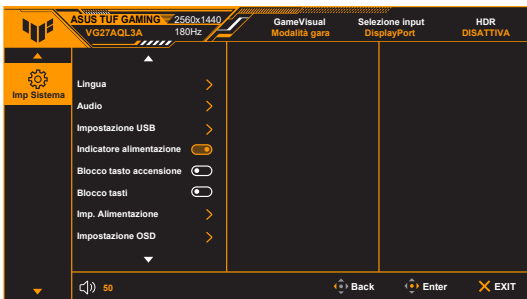 ASUS TUF GAMING 2560x1440
VG27AQL3A 180Hz
GameVisual
Modalità gara
Selezione input
DisplayPort
HDR
DISATTIVA
Imp Sistema
Lingua
Audio
Impostazione USB
Indicatore alimentazione
Blocco tasto accensione
Blocco tasti
Imp. Alimentazione
Impostazione OSD
50
Back
Enter
EXIT